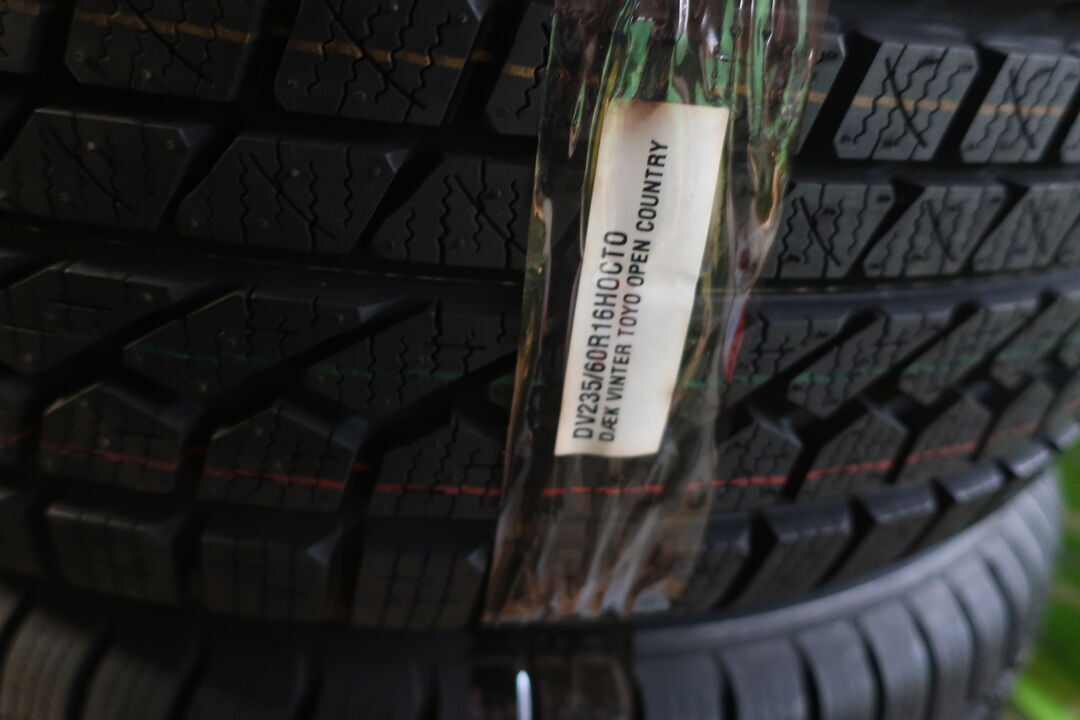 DV235/60R16HOCTO
DÆK VINTER TOYO OPEN COUNTRY